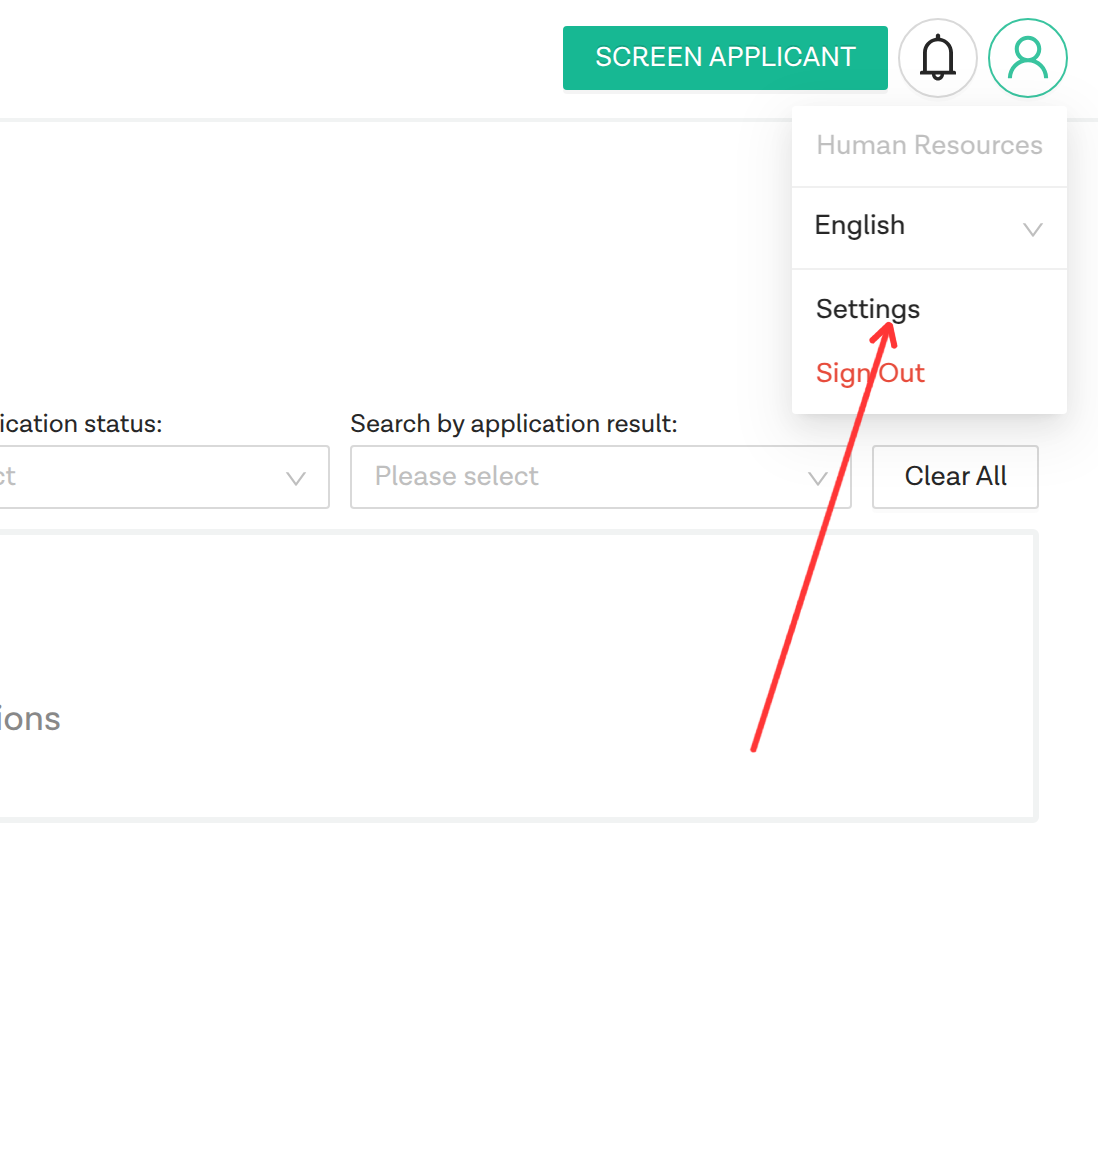 SCREEN APPLICANT
Human Resources
English
Settings
Sign Out
ication status:
Search by application result:
ct
Please select
Clear All
ions